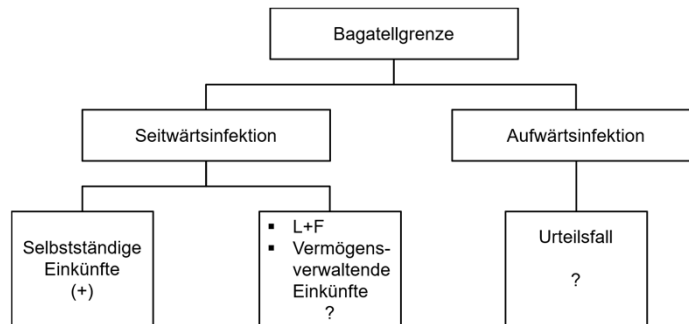 Bagatellgrenze
Seitwärtsinfektion
Aufwärtsinfektion
Selbstständige
Einkünfte
(+)
▪ L+F
▪ Vermögens-
verwaltende
Einkünfte
?
Urteilsfall
?